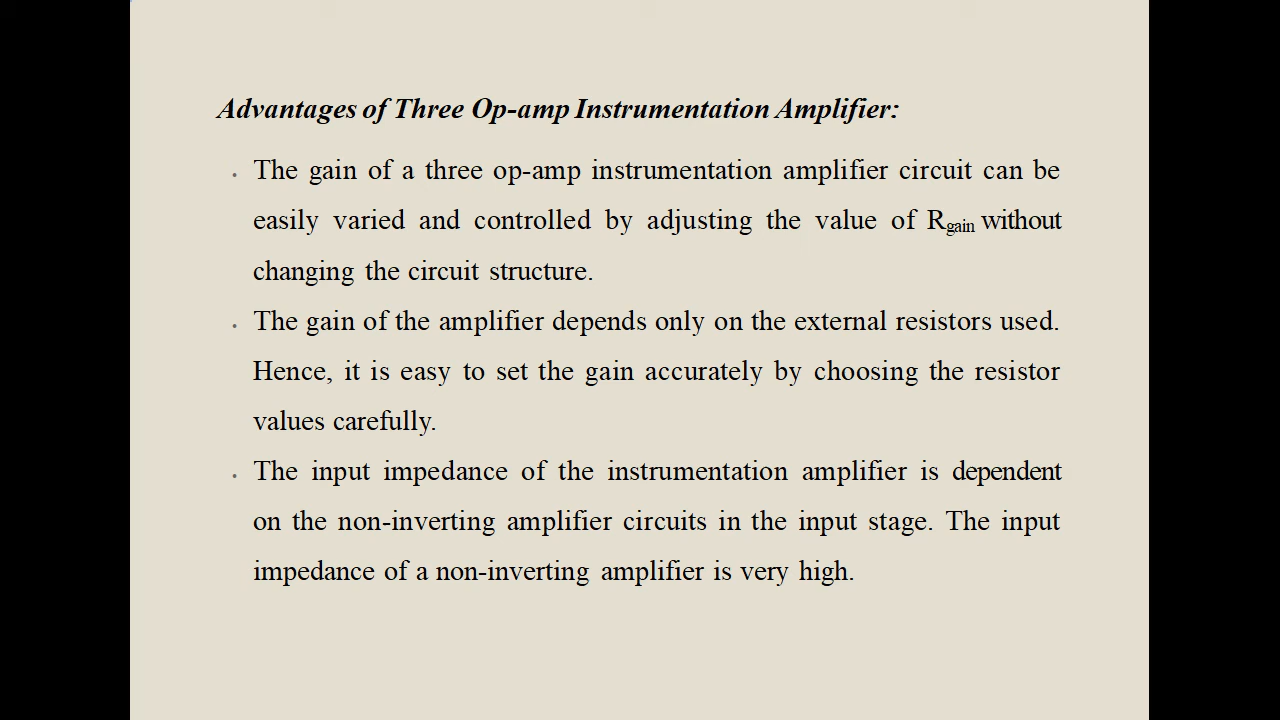 Advantages of Three Op-amp Instrumentation Amplifier:
• The gain of a three op-amp instrumentation amplifier circuit can be
easily varied and controlled by adjusting the value of Rgain without
changing the circuit structure.
• The gain of the amplifier depends only on the external resistors used.
Hence, it is easy to set the gain accurately by choosing the resistor
values carefully.
• The input impedance of the instrumentation amplifier is dependent
on the non-inverting amplifier circuits in the input stage. The input
impedance of a non-inverting amplifier is very high.